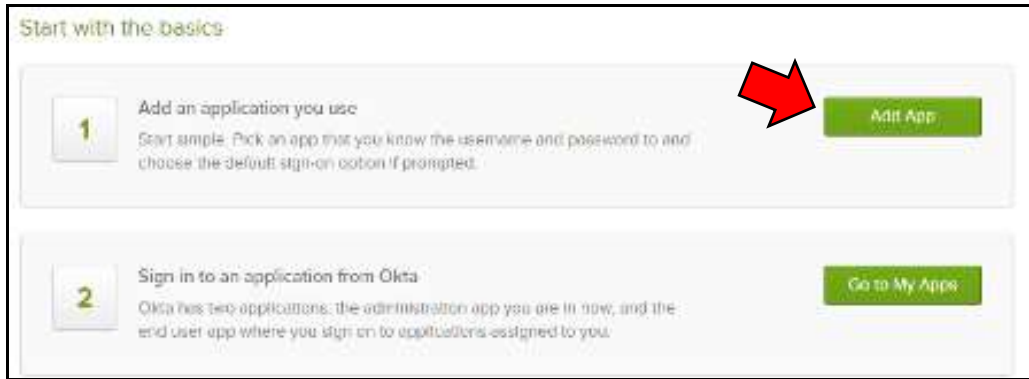 Start with the basics
1
Add an application you use
Add App
Start simple. Pick an app that you know the username and password to and
choose the default sign-on option if prompted.
2
Sign in to an application from Okta
Go to My Apps
Okta has two applications, the administration app you are in now, and the
end user app where you sign on to applications assigned to you.